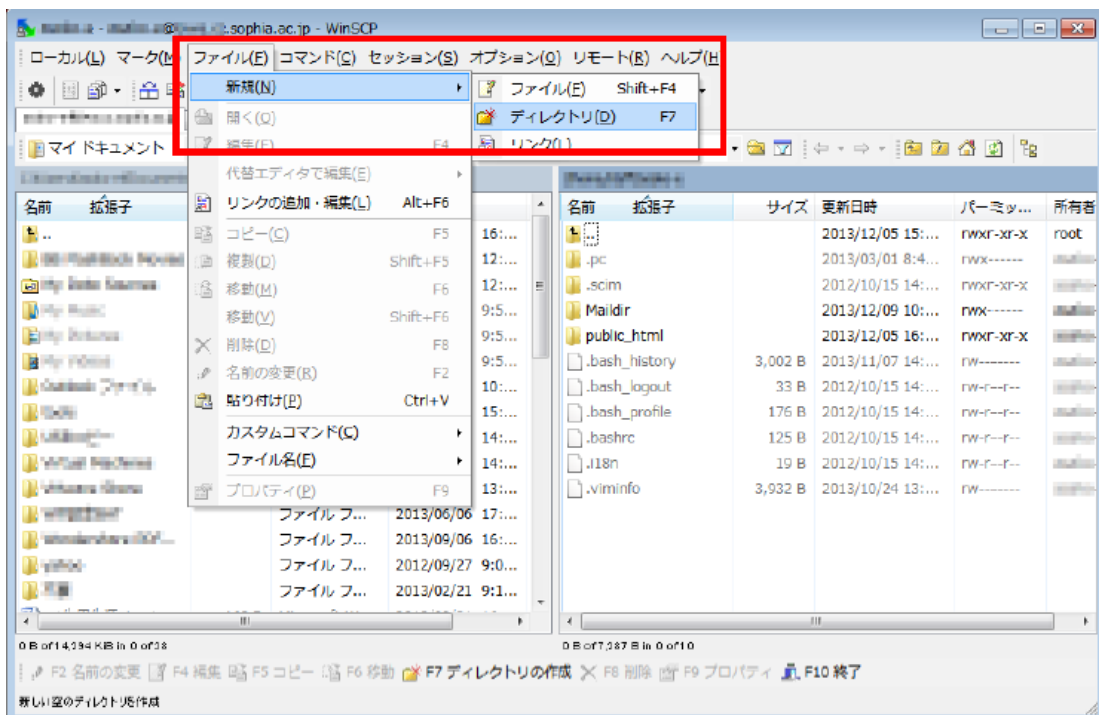 .sophia.ac.jp - WinSCP
ローカル(L) マーク(M) ファイル(F) コマンド(C) セッション(S) オプション(O) リモート(R) ヘルプ(H
新規(N)
ファイル(F) Shift+F4
開く(O)
ディレクトリ(D) F7
マイ ドキュメント
編集(E) F4
リンク(L)
代替エディタで編集(E)
名前 拡張子
リンクの追加・編集(L) Alt+F6
名前 拡張子 サイズ 更新日時 パーミッ... 所有者
..
コピー(C) F5
16:...
.. 2013/12/05 15:... rwxr-xr-x root
複製(D) Shift+F5
12:...
.pc 2013/03/01 8:4... rwx------
移動(M) F6
12:...
.scim 2012/10/15 14:... rwxr-xr-x
移動(V) Shift+F6
9:5...
Maildir 2013/12/09 10:... rwx------
9:5...
public_html 2013/12/05 16:... rwxr-xr-x
削除(D) F8
9:5...
.bash_history 3,002 B 2013/11/07 14:... rw-------
名前の変更(R) F2
10:...
.bash_logout 33 B 2012/10/15 14:... rw-r--r--
貼り付け(P) Ctrl+V
15:...
.bash_profile 176 B 2012/10/15 14:... rw-r--r--
カスタムコマンド(C)
14:...
.bashrc 125 B 2012/10/15 14:... rw-r--r--
ファイル名(F)
14:...
.i18n 19 B 2012/10/15 14:... rw-r--r--
プロパティ(P) F9
13:...
.viminfo 3,932 B 2013/10/24 13:... rw-------
ファイル フ... 2013/06/06 17:...
ファイル フ... 2013/09/06 16:...
ファイル フ... 2012/09/27 9:0...
ファイル フ... 2013/02/21 9:1...
0 B of 14,394 KiB in 0 of 38
0 B of 7,287 B in 0 of 10
F2 名前の変更 F4 編集 F5 コピー F6 移動 F7 ディレクトリの作成 F8 削除 F9 プロパティ F10 終了
新しい空のディレクトリを作成